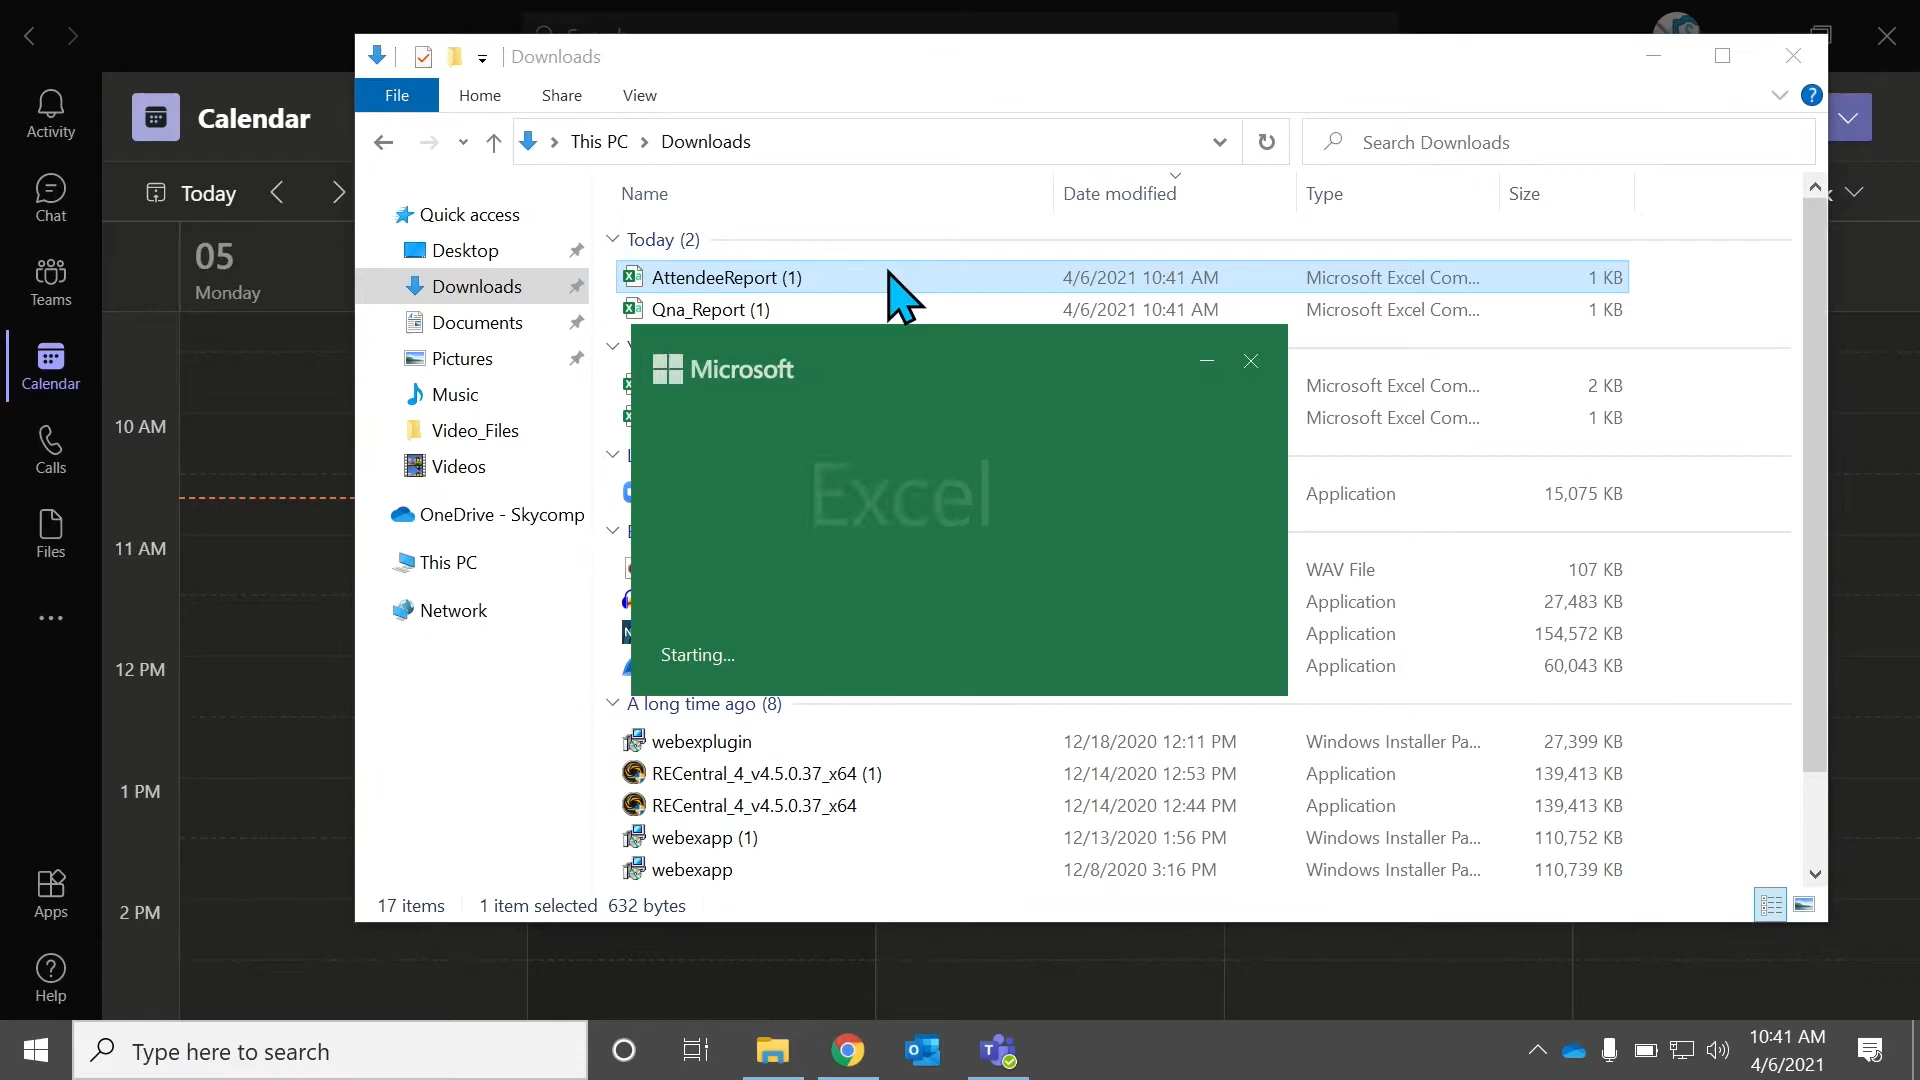 Downloads
File
Home
Share
View
?
Activity
Calendar
This PC
Downloads
Search Downloads
Chat
Today
Name
Date modified
Type
Size
Quick access
Today (2)
05
Monday
Desktop
AttendeeReport (1)
4/6/2021 10:41 AM
Microsoft Excel Com...
1 KB
Teams
Downloads
Qna_Report (1)
4/6/2021 10:41 AM
Microsoft Excel Com...
1 KB
Documents
Pictures
Microsoft
Calendar
Music
Microsoft Excel Com...
2 KB
10 AM
Video_Files
Microsoft Excel Com...
1 KB
Calls
Videos
Excel
Application
15,075 KB
OneDrive - Skycomp
11 AM
Files
This PC
WAV File
107 KB
Network
Application
27,483 KB
Application
154,572 KB
12 PM
Starting...
Application
60,043 KB
A long time ago (8)
webexplugin
12/18/2020 12:11 PM
Windows Installer Pa...
27,399 KB
1 PM
RECentral_4_v4.5.0.37_x64 (1)
12/14/2020 12:53 PM
Application
139,413 KB
RECentral_4_v4.5.0.37_x64
12/14/2020 12:44 PM
Application
139,413 KB
webexapp (1)
12/13/2020 1:56 PM
Windows Installer Pa...
110,752 KB
webexapp
12/8/2020 3:16 PM
Windows Installer Pa...
110,739 KB
Apps
2 PM
17 items
1 item selected 632 bytes
Help
Type here to search
10:41 AM
4/6/2021